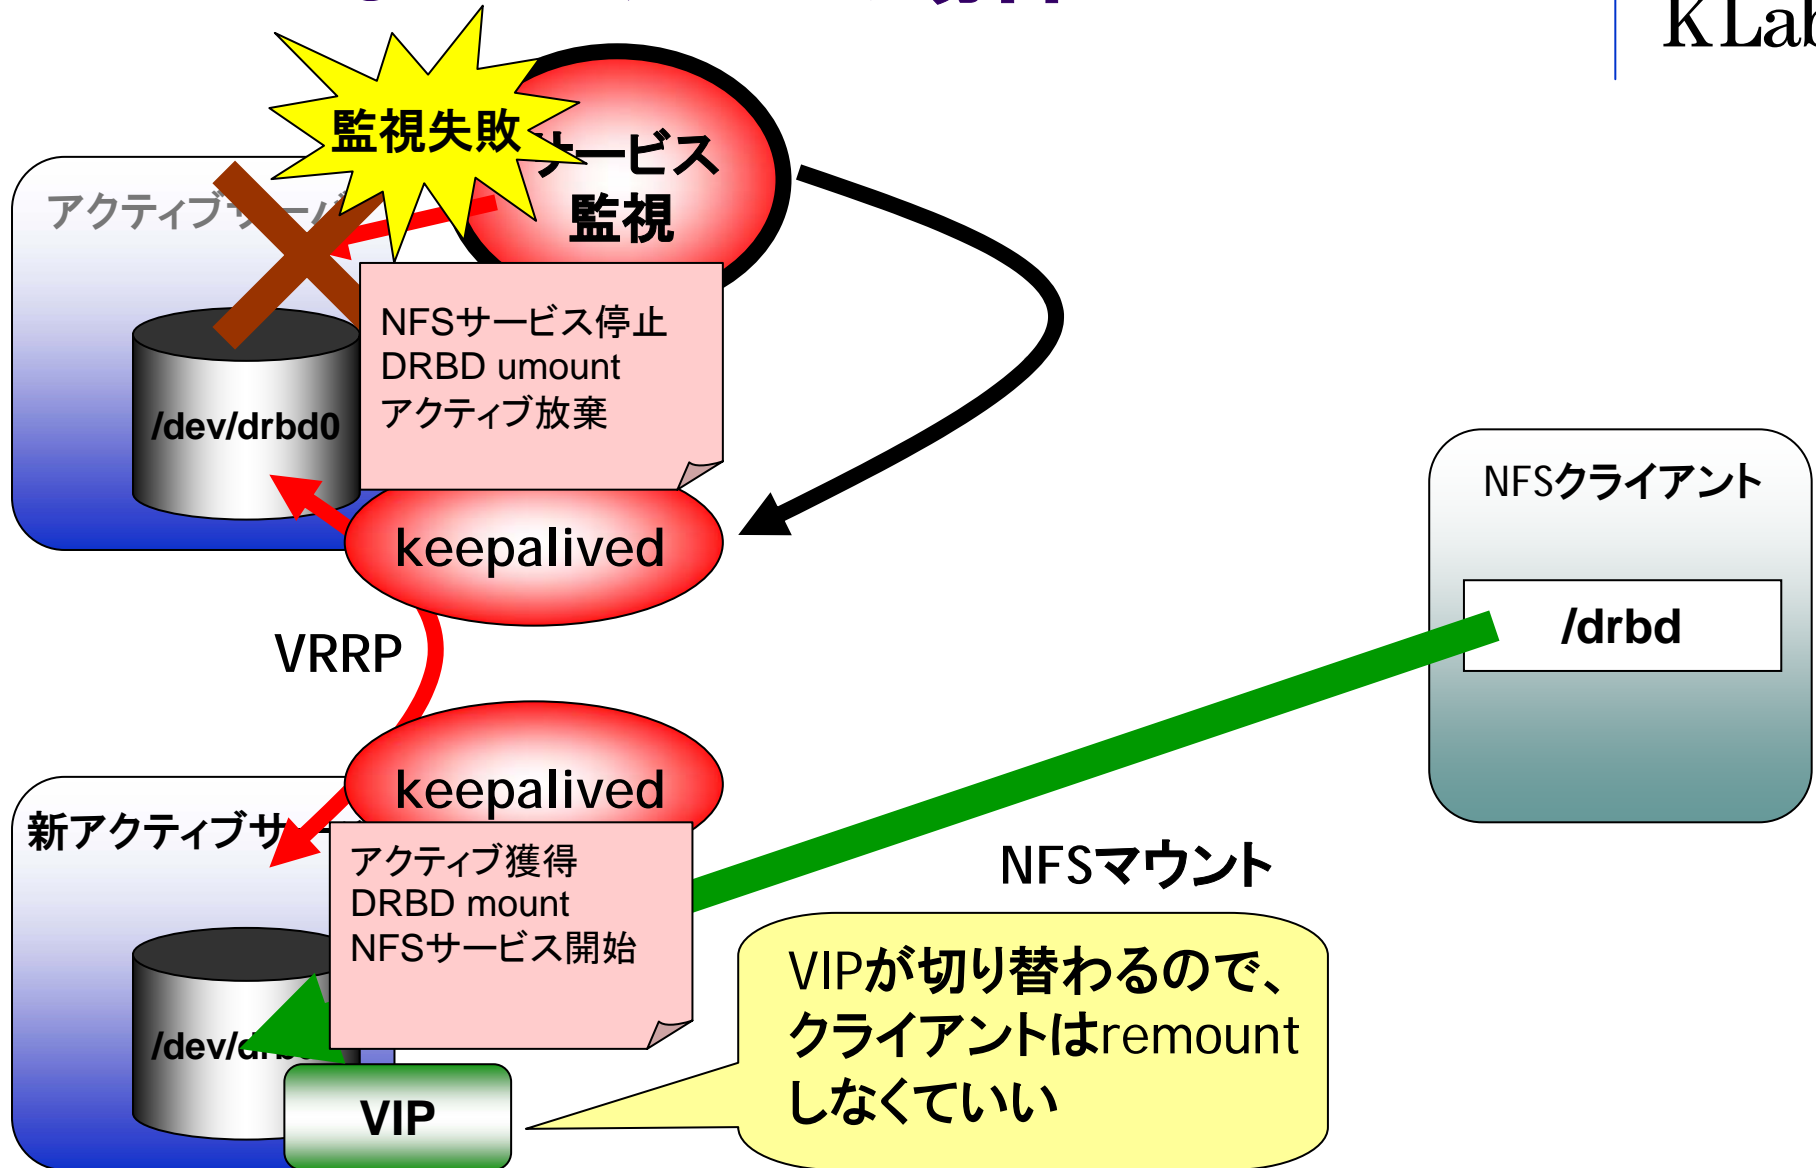 KLab
監視失敗
サービス
監視
アクティブサーバ
NFSサービス停止
DRBD umount
アクティブ放棄
/dev/drbd0
keepalived
NFSクライアント
/drbd
VRRP
keepalived
新アクティブサー
アクティブ獲得
DRBD mount
NFSサービス開始
NFSマウント
/dev/drbd
VIPが切り替わるので、
クライアントはremount
しなくていい
VIP